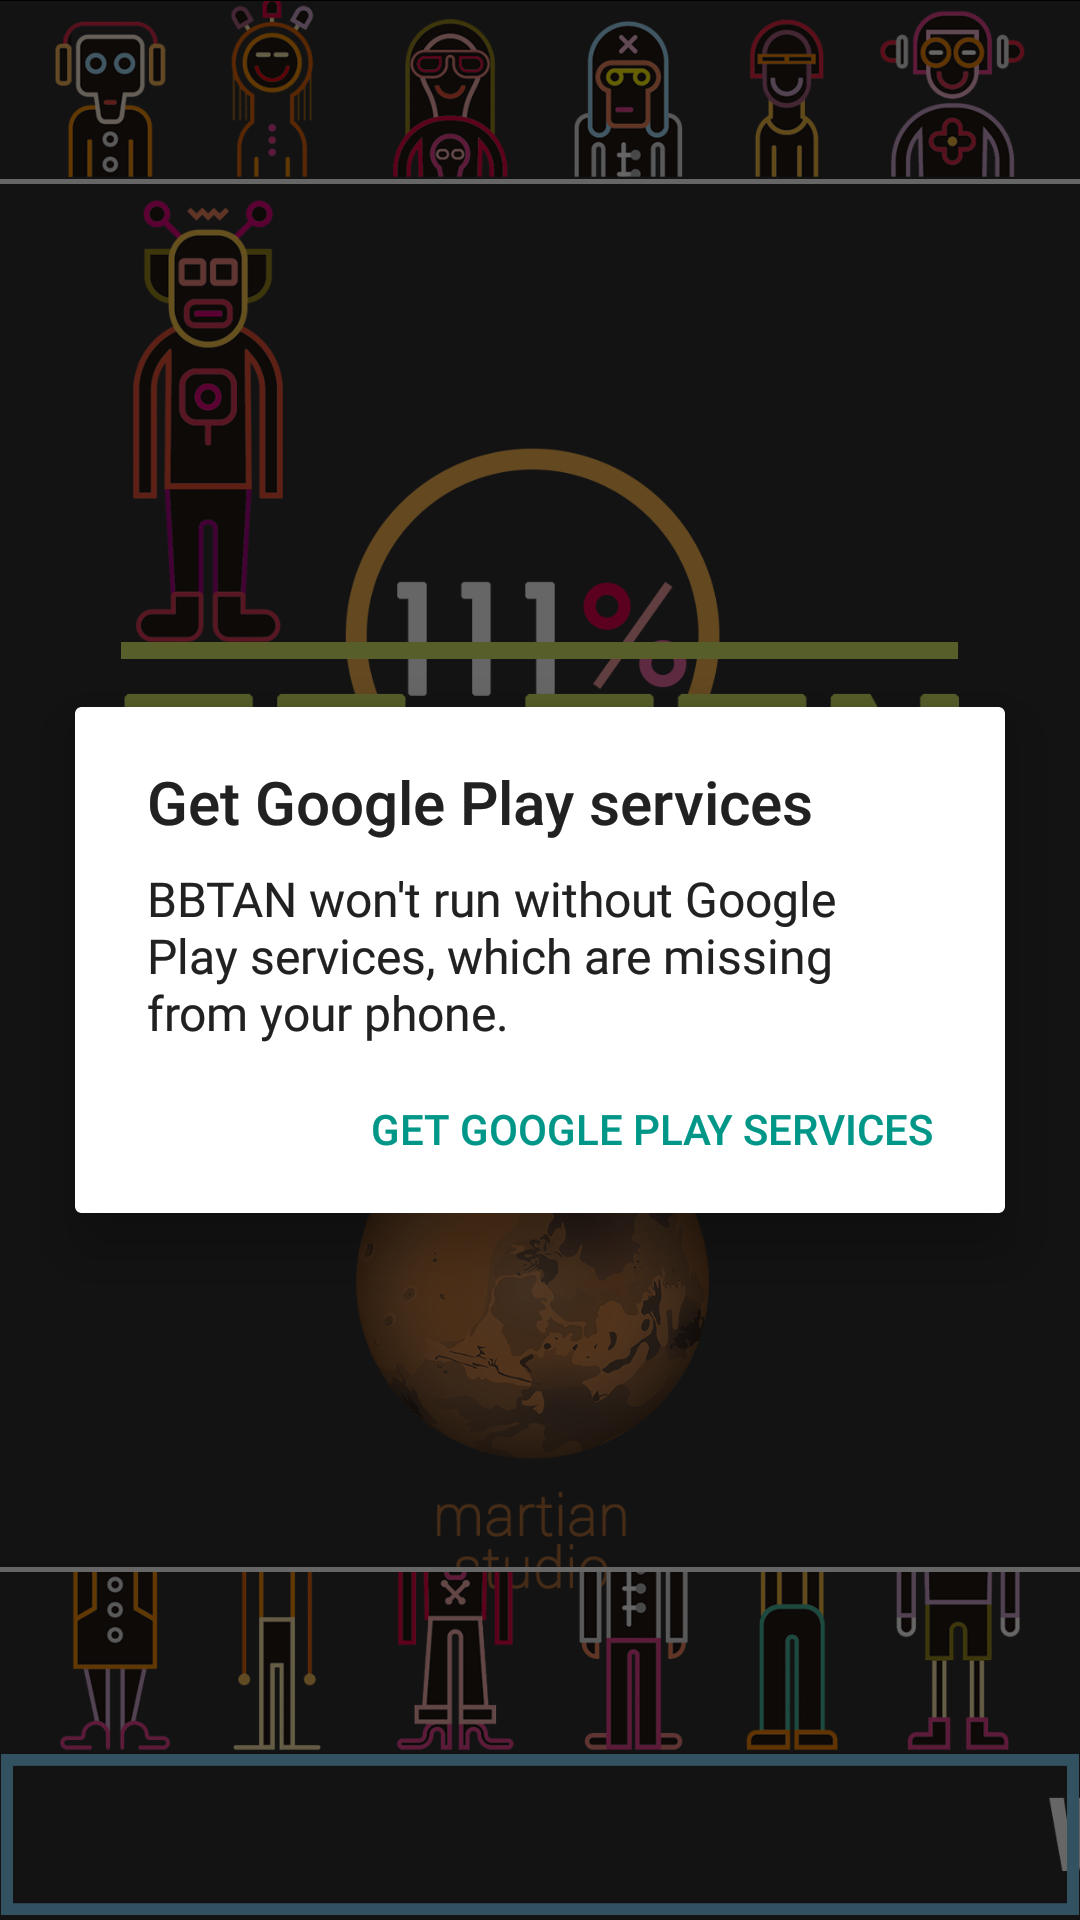 111%
Get Google Play services
BBTAN won't run without Google
Play services, which are missing
from your phone.
GET GOOGLE PLAY SERVICES
martian
studio